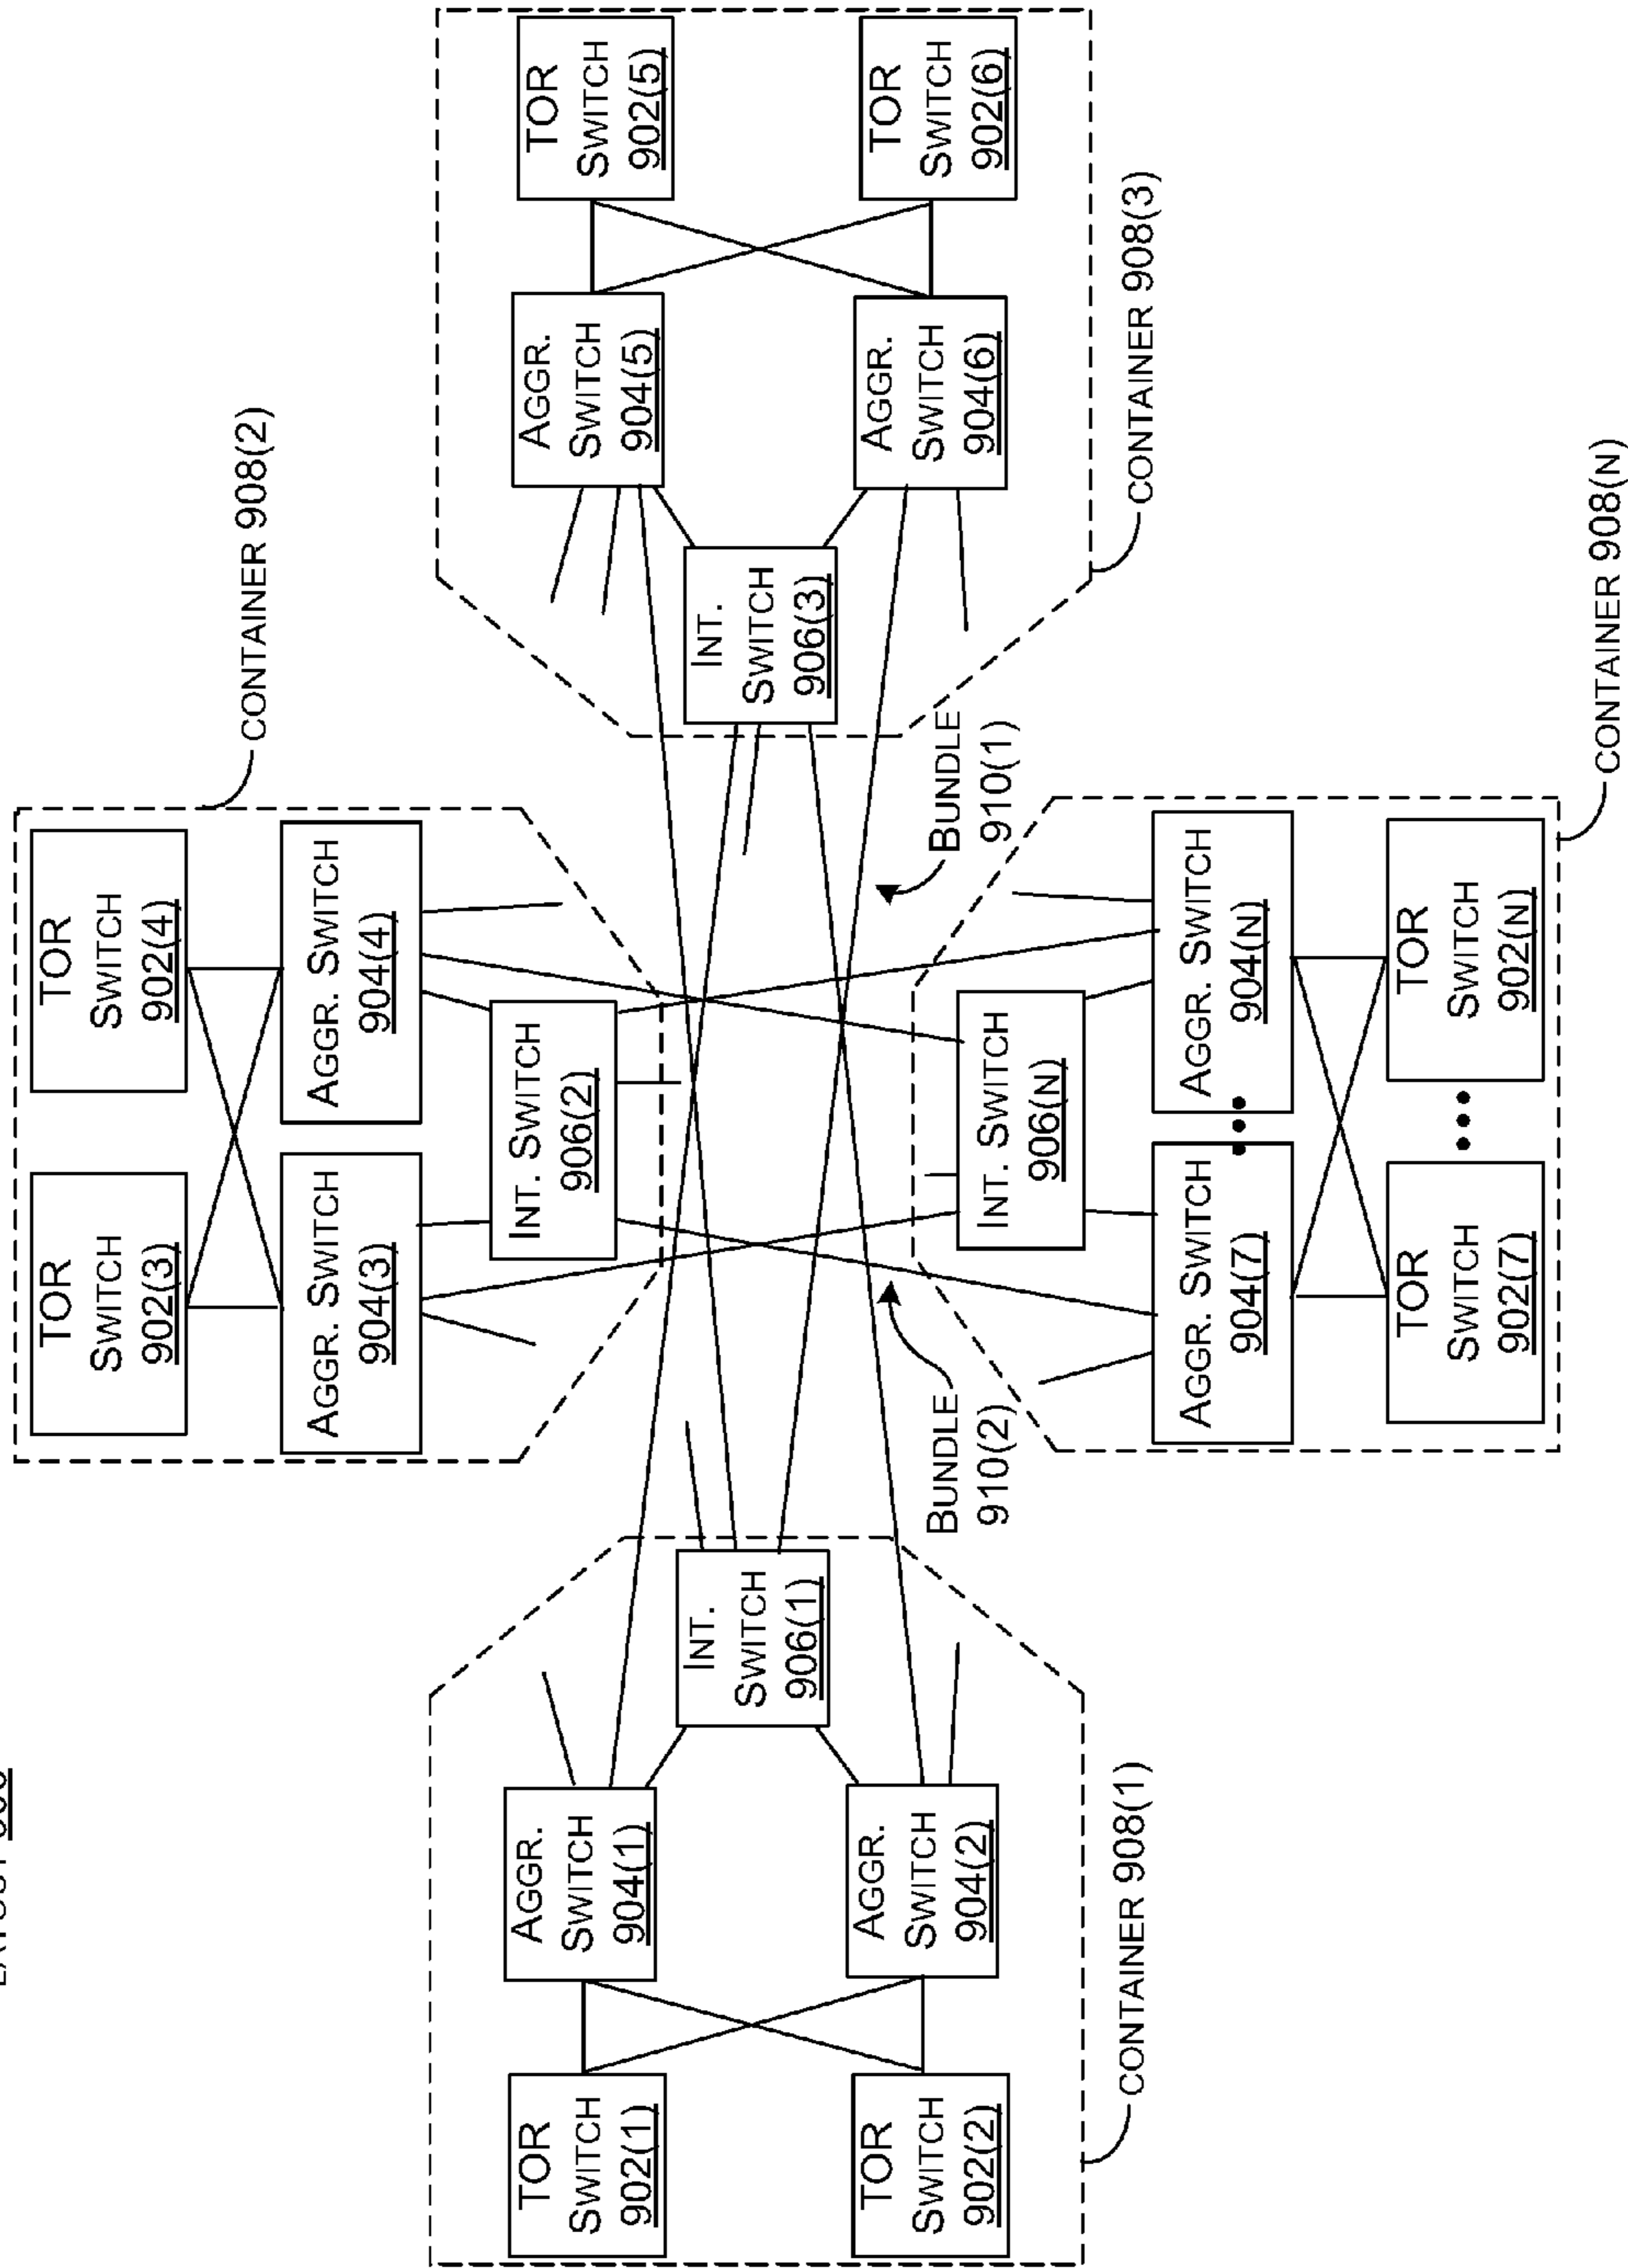 LAYOUT
TOR
SWITCH
902(3)
TOR
SWITCH
902(4)
CONTAINER 908(2)
AGGR. SWITCH
904(3)
AGGR. SWITCH
904(4)
INT. SWITCH
906(2)
TOR
SWITCH
902(1)
AGGR.
SWITCH
904(1)
INT.
SWITCH
906(1)
TOR
SWITCH
902(2)
AGGR.
SWITCH
904(2)
CONTAINER 908(1)
AGGR.
SWITCH
904(5)
TOR
SWITCH
902(5)
INT.
SWITCH
906(3)
AGGR.
SWITCH
904(6)
TOR
SWITCH
902(6)
CONTAINER 908(3)
BUNDLE
910(2)
BUNDLE
910(1)
INT. SWITCH
906(N)
AGGR. SWITCH
904(7)
•••
AGGR. SWITCH
904(N)
TOR
SWITCH
902(7)
•••
TOR
SWITCH
902(N)
CONTAINER 908(N)